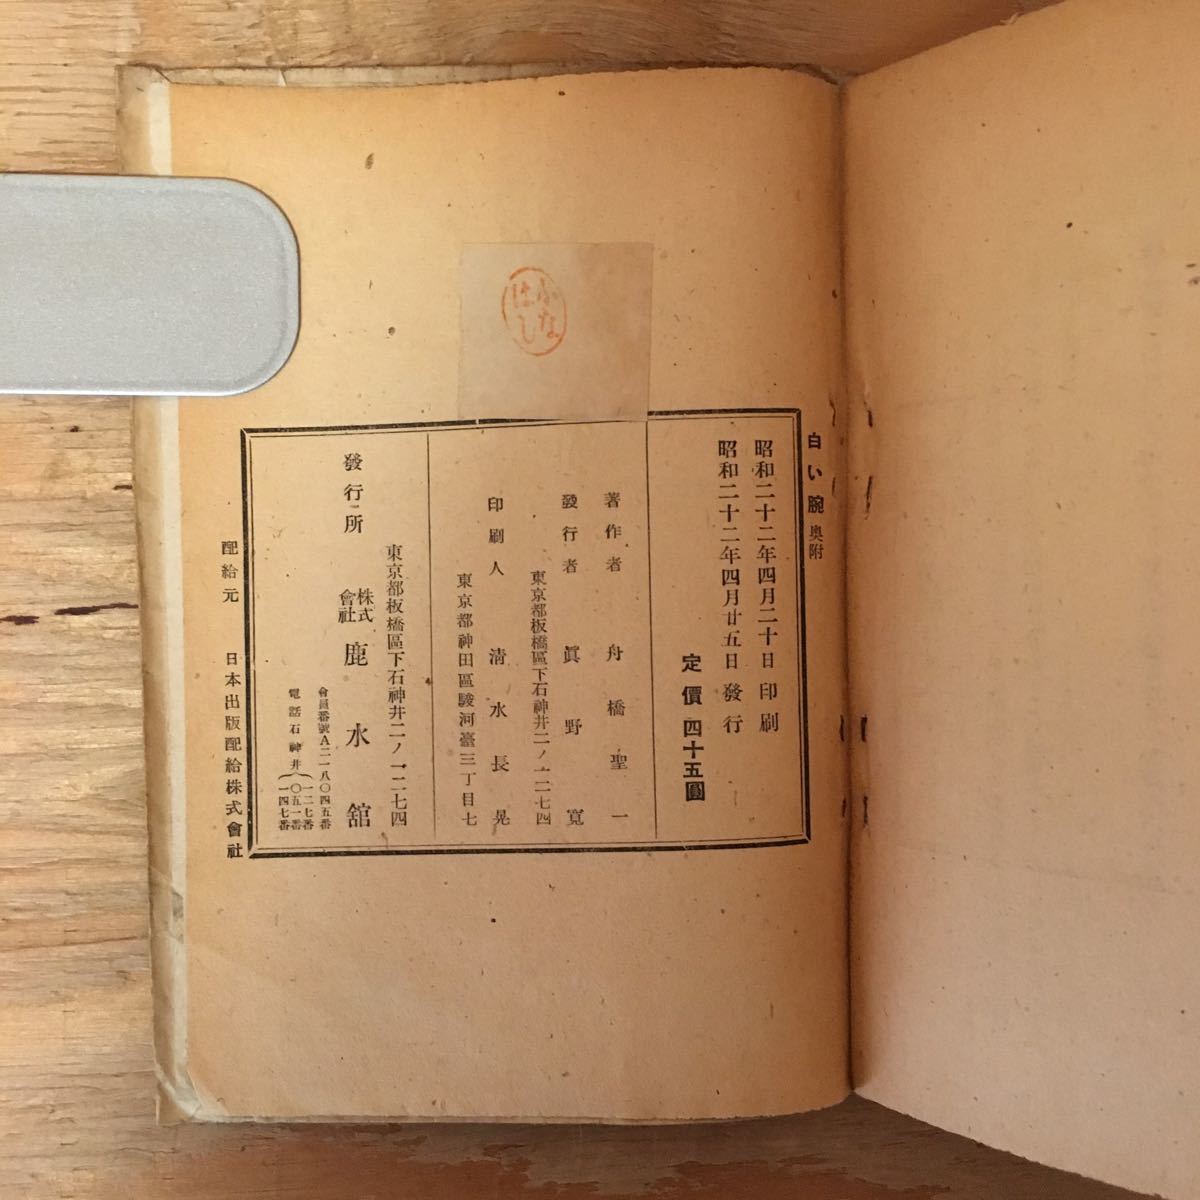 ふな
はし
白い腕 奥附
昭和二十二年四月二十日 印刷
昭和二十二年四月廿五日 發行
定價 四十五圓
著作者 舟橋聖一
發行者 眞野寛
東京都板橋區下石神井二ノ一二七四
印刷人 清水長晃
東京都神田區駿河臺三丁目七
東京都板橋區下石神井二ノ一二七四
發行所 株式會社 鹿水舘
會員番號A二一八〇四五番
電話石神井(一二七番
〇五一番
一四七番
配給元 日本出版配給株式會社